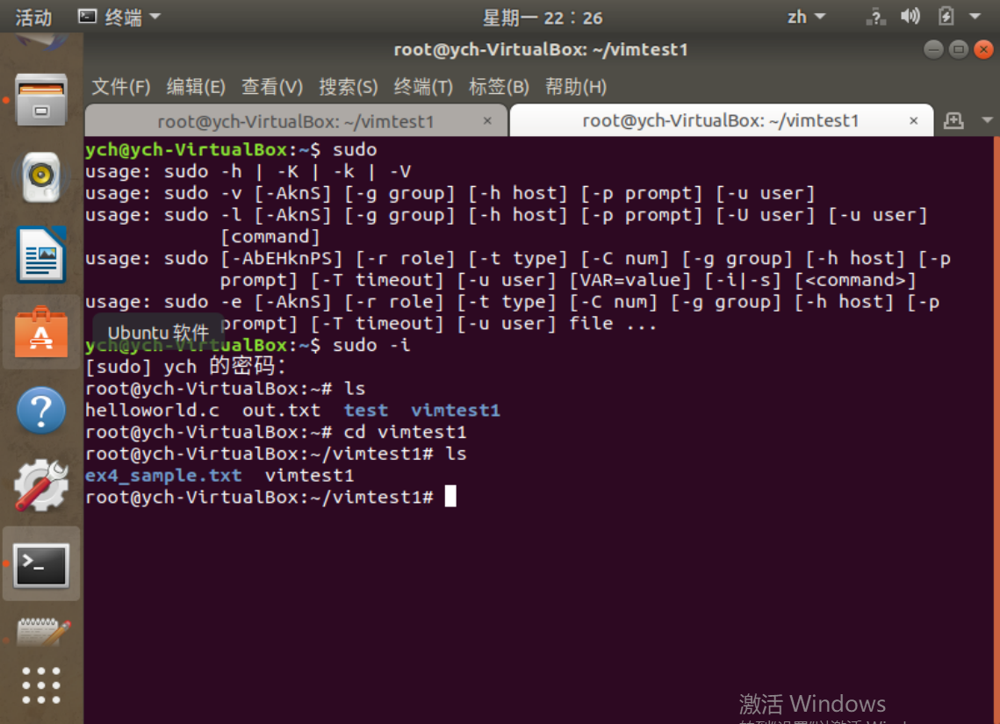 活动 终端 星期一 22：26 zh
root@ych-VirtualBox: ~/vimtest1
文件(F) 编辑(E) 查看(V) 搜索(S) 终端(T) 标签(B) 帮助(H)
root@ych-VirtualBox: ~/vimtest1 × root@ych-VirtualBox: ~/vimtest1 ×
ych@ych-VirtualBox:~$ sudo
usage: sudo -h | -K | -k | -V
usage: sudo -v [-AknS] [-g group] [-h host] [-p prompt] [-u user]
usage: sudo -l [-AknS] [-g group] [-h host] [-p prompt] [-U user] [-u user]
[command]
usage: sudo [-AbEHknPS] [-r role] [-t type] [-C num] [-g group] [-h host] [-p
prompt] [-T timeout] [-u user] [VAR=value] [-i|-s] [<command>]
usage: sudo -e [-AknS] [-r role] [-t type] [-C num] [-g group] [-h host] [-p
prompt] [-T timeout] [-u user] file ...
Ubuntu 软件
ych@ych-VirtualBox:~$ sudo -i
[sudo] ych 的密码：
root@ych-VirtualBox:~# ls
helloworld.c out.txt test vimtest1
root@ych-VirtualBox:~# cd vimtest1
root@ych-VirtualBox:~/vimtest1# ls
ex4_sample.txt vimtest1
root@ych-VirtualBox:~/vimtest1#
激活 Windows